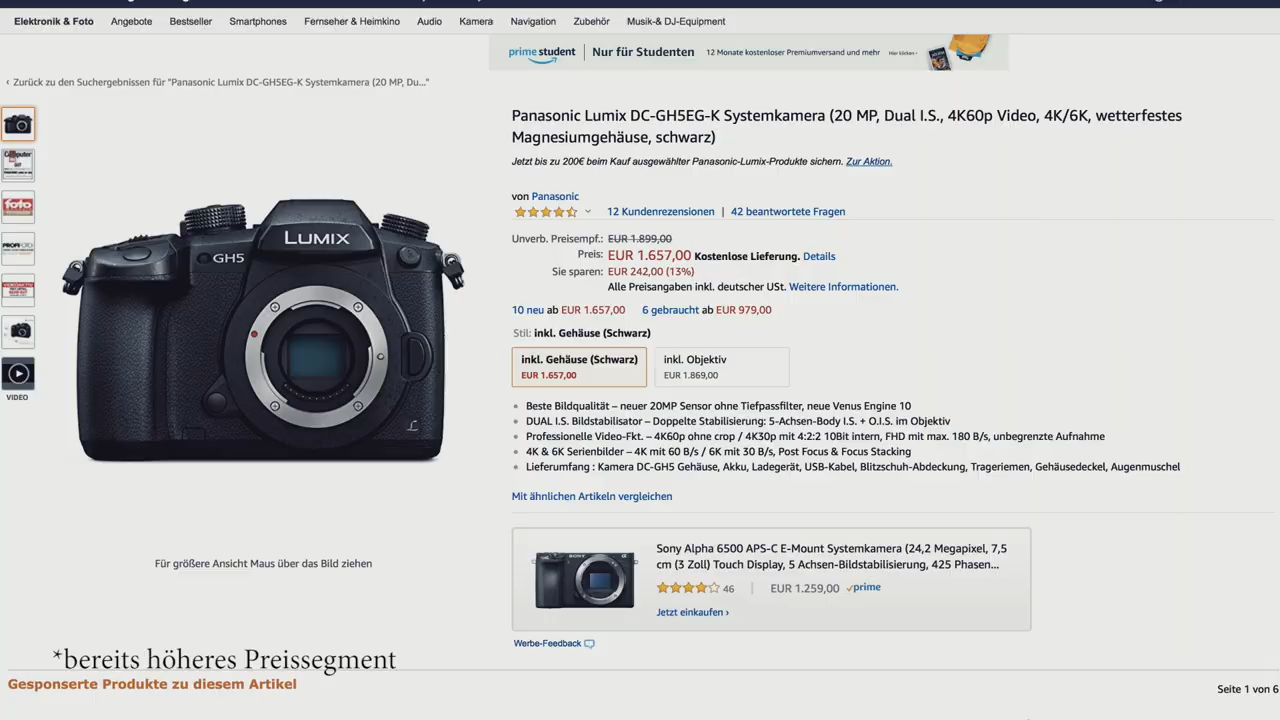 Elektronik & Foto Angebote Bestseller Smartphones Fernseher & Heimkino Audio Kamera Navigation Zubehör Musik-& DJ-Equipment
prime student Nur für Studenten 12 Monate kostenloser Premiumversand und mehr Hier klicken ›
‹ Zurück zu den Suchergebnissen für "Panasonic Lumix DC-GH5EG-K Systemkamera (20 MP, Du..."
Panasonic Lumix DC-GH5EG-K Systemkamera (20 MP, Dual I.S., 4K60p Video, 4K/6K, wetterfestes
Magnesiumgehäuse, schwarz)
Jetzt bis zu 200€ beim Kauf ausgewählter Panasonic-Lumix-Produkte sichern. Zur Aktion.
von Panasonic
12 Kundenrezensionen | 42 beantwortete Fragen
Unverb. Preisempf.: EUR 1.899,00
Preis: EUR 1.657,00 Kostenlose Lieferung. Details
Sie sparen: EUR 242,00 (13%)
Alle Preisangaben inkl. deutscher USt. Weitere Informationen.
10 neu ab EUR 1.657,00 6 gebraucht ab EUR 979,00
Stil: inkl. Gehäuse (Schwarz)
inkl. Gehäuse (Schwarz) inkl. Objektiv
EUR 1.657,00 EUR 1.869,00
Beste Bildqualität – neuer 20MP Sensor ohne Tiefpassfilter, neue Venus Engine 10
DUAL I.S. Bildstabilisator – Doppelte Stabilisierung: 5-Achsen-Body I.S. + O.I.S. im Objektiv
Professionelle Video-Fkt. – 4K60p ohne crop / 4K30p mit 4:2:2 10Bit intern, FHD mit max. 180 B/s, unbegrenzte Aufnahme
4K & 6K Serienbilder – 4K mit 60 B/s / 6K mit 30 B/s, Post Focus & Focus Stacking
Lieferumfang : Kamera DC-GH5 Gehäuse, Akku, Ladegerät, USB-Kabel, Blitzschuh-Abdeckung, Trageriemen, Gehäusedeckel, Augenmuschel
Mit ähnlichen Artikeln vergleichen
LUMIX
GH5
foto
VIDEO
Für größere Ansicht Maus über das Bild ziehen
SONY
Sony Alpha 6500 APS-C E-Mount Systemkamera (24,2 Megapixel, 7,5
cm (3 Zoll) Touch Display, 5 Achsen-Bildstabilisierung, 425 Phasen...
46 | EUR 1.259,00 prime
Jetzt einkaufen ›
Werbe-Feedback
*bereits höheres Preissegment
Gesponserte Produkte zu diesem Artikel
Seite 1 von 6